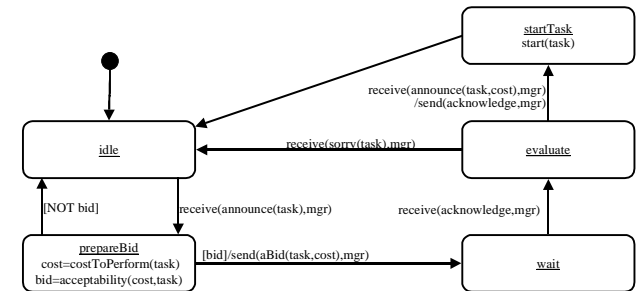 startTask
start(task)
receive(announce(task,cost),mgr)
/send(acknowledge,mgr)
idle
receive(sorry(task),mgr)
evaluate
[NOT bid]
receive(announce(task),mgr)
receive(acknowledge,mgr)
prepareBid
cost=costToPerform(task)
bid=acceptability(cost,task)
[bid]/send(aBid(task,cost),mgr)
wait